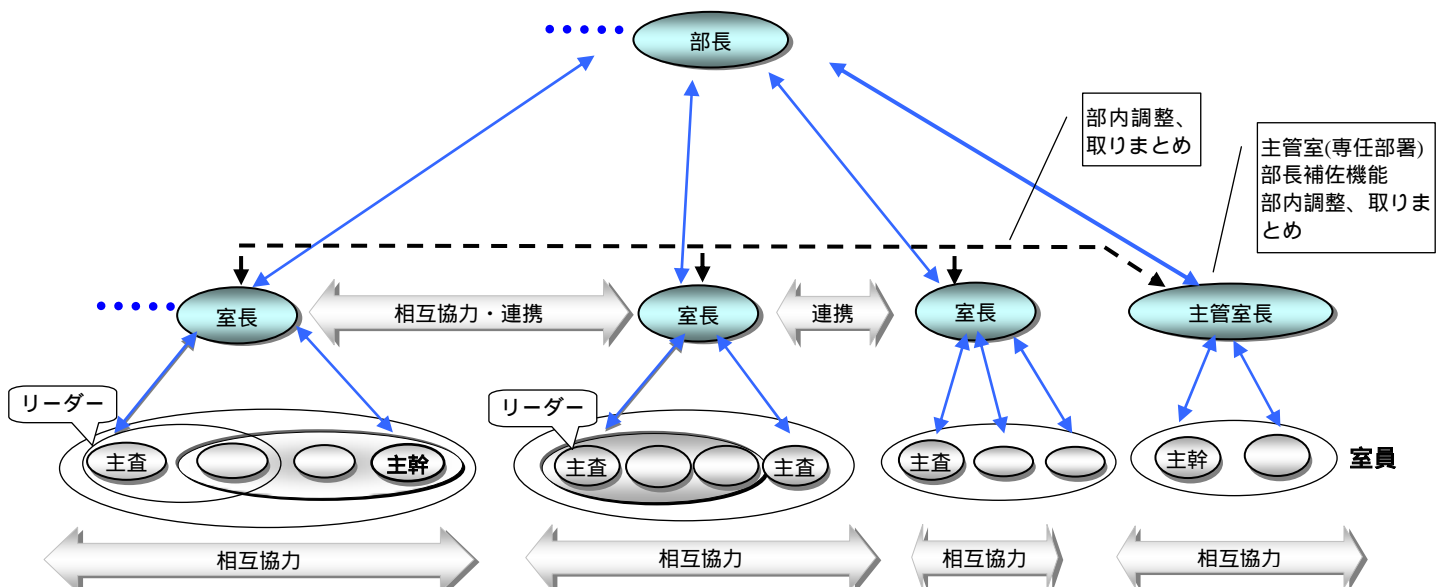 部長
部内調整、
取りまとめ
主管室(専任部署)
部長補佐機能
部内調整、取りま
とめ
室長
相互協力・連携
室長
連携
室長
主管室長
リーダー
リーダー
主査
主幹
主査
主査
主査
主幹
室員
相互協力
相互協力
相互協力
相互協力